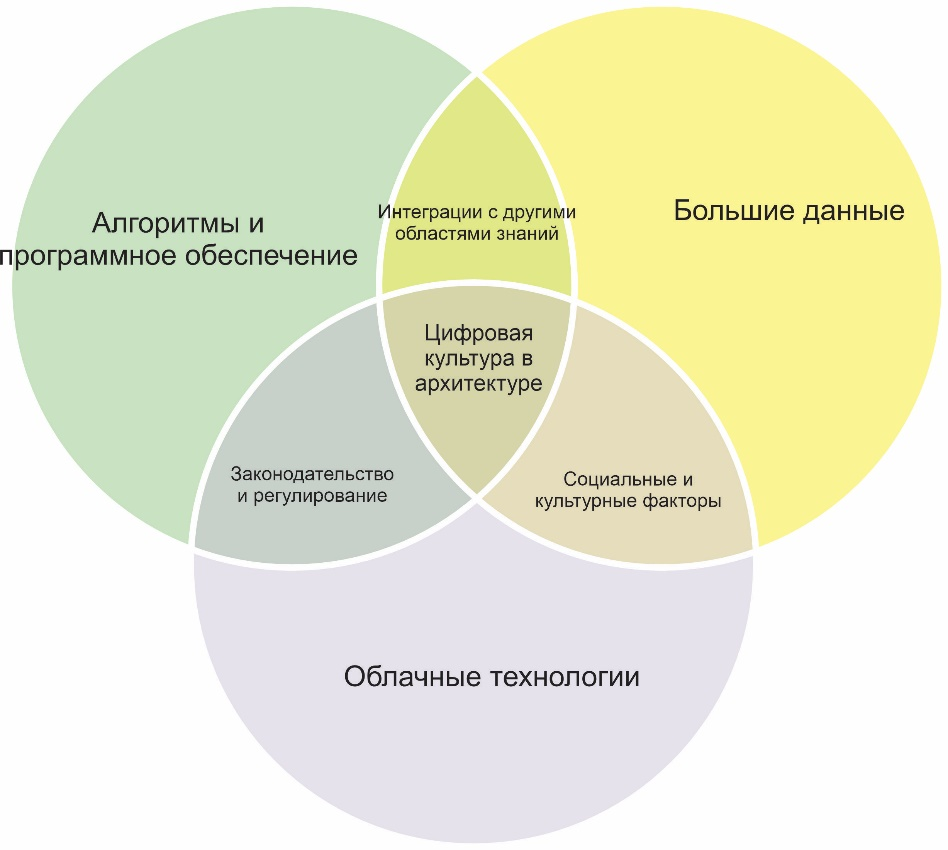 Алгоритмы и
программное обеспечение
Интеграции с другими
областями знаний
Большие данные
Цифровая
культура в
архитектуре
Законодательство
и регулирование
Социальные и
культурные факторы
Облачные технологии